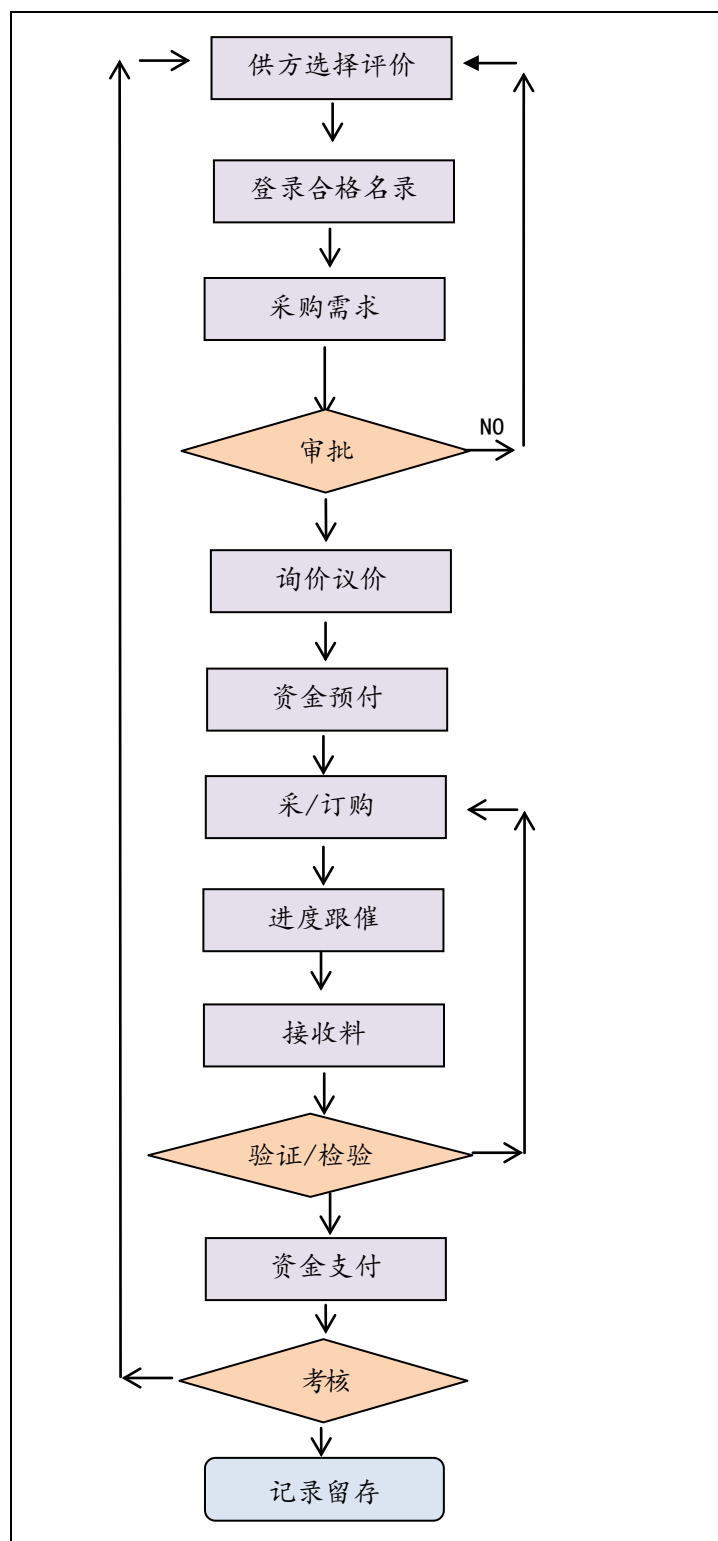 供方选择评价
登录合格名录
采购需求
审批
NO
询价议价
资金预付
采/订购
进度跟催
接收料
验证/检验
资金支付
考核
记录留存